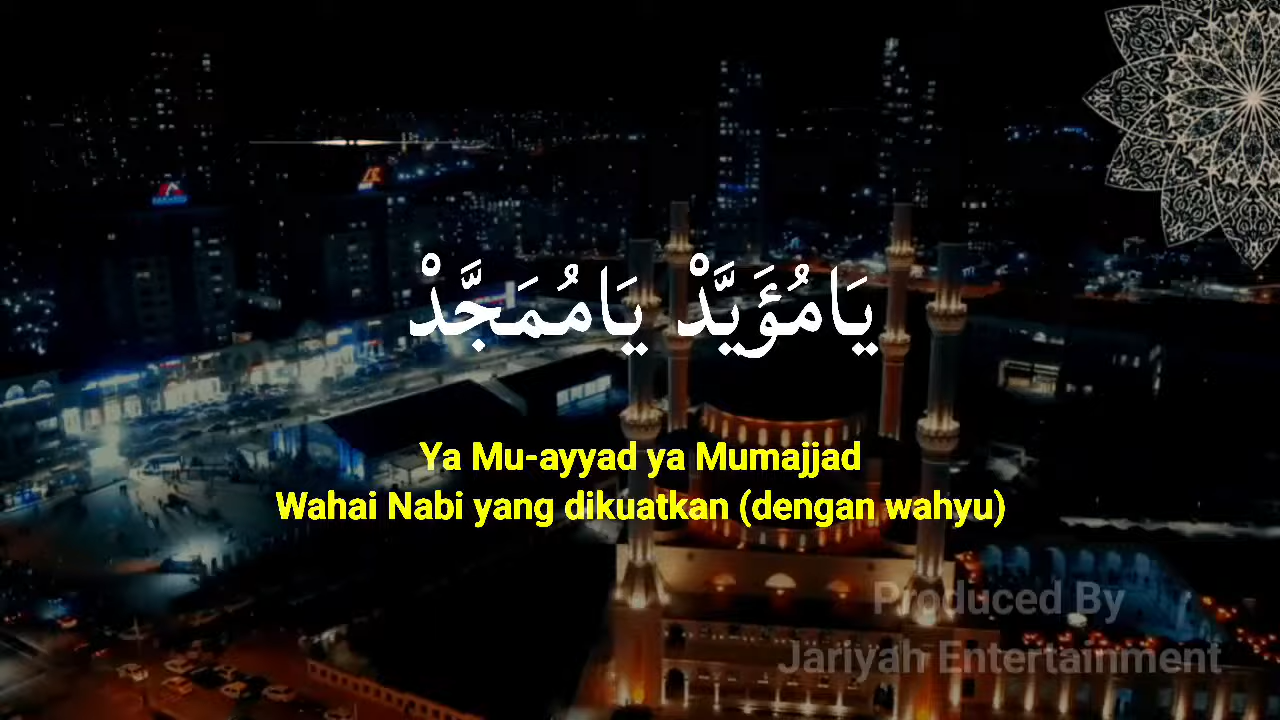 يَامُؤَيَّدْ يَامُمَجَّدْ
Ya Mu-ayyad ya Mumajjad
Wahai Nabi yang dikuatkan (dengan wahyu)
Produced By
Jariyah Entertainment